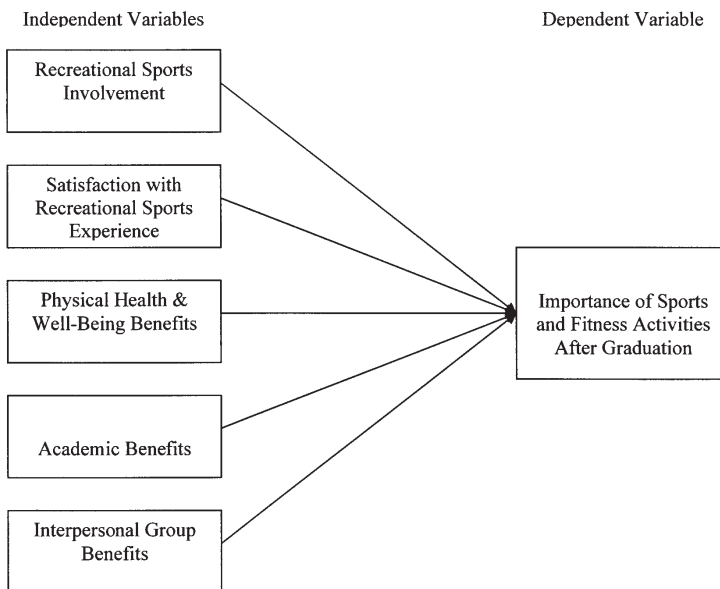 Independent Variables
Dependent Variable
Recreational Sports
Involvement
Satisfaction with
Recreational Sports
Experience
Physical Health &
Well-Being Benefits
Importance of Sports
and Fitness Activities
After Graduation
Academic Benefits
Interpersonal Group
Benefits